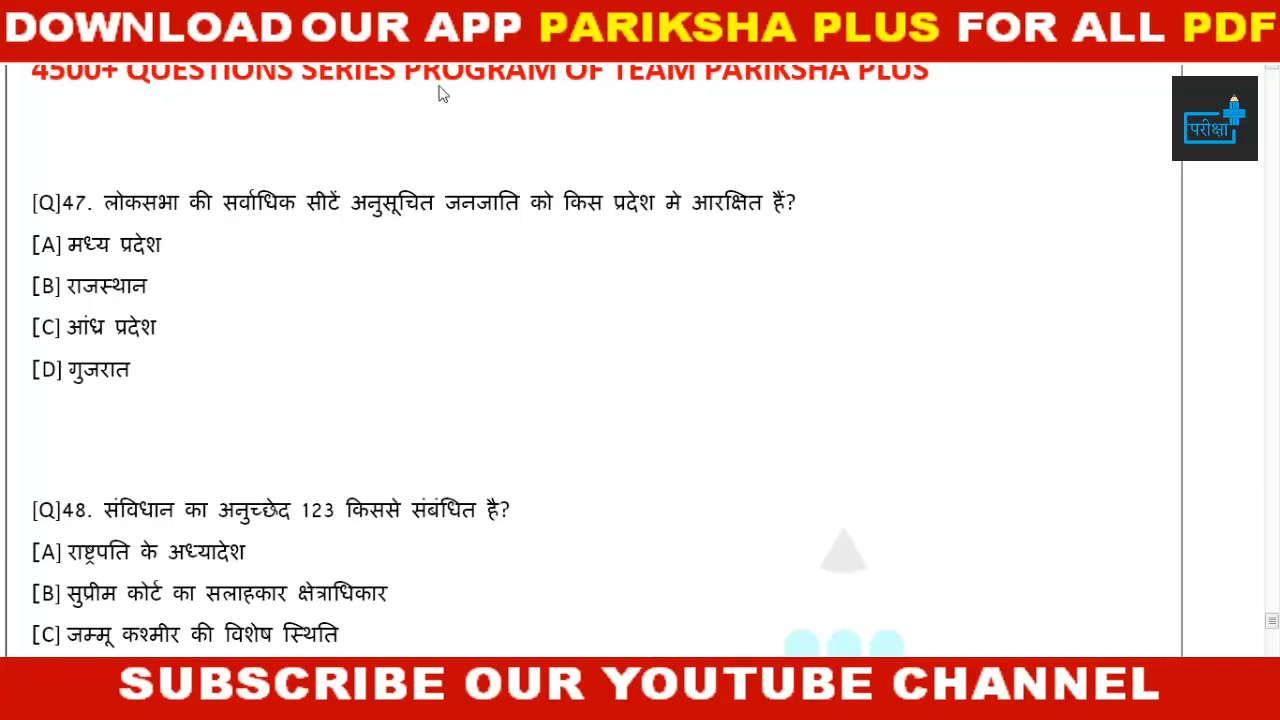 DOWNLOAD OUR APP PARIKSHA PLUS FOR ALL PDF
4500+ QUESTIONS SERIES PROGRAM OF TEAM PARIKSHA PLUS
परीक्षा
[Q]47. लोकसभा की सर्वाधिक सीटें अनुसूचित जनजाति को किस प्रदेश मे आरक्षित हैं?
[A] मध्य प्रदेश
[B] राजस्थान
[C] आंध्र प्रदेश
[D] गुजरात
[Q]48. संविधान का अनुच्छेद 123 किससे संबंधित है?
[A] राष्ट्रपति के अध्यादेश
[B] सुप्रीम कोर्ट का सलाहकार क्षेत्राधिकार
[C] जम्मू कश्मीर की विशेष स्थिति
SUBSCRIBE OUR YOUTUBE CHANNEL